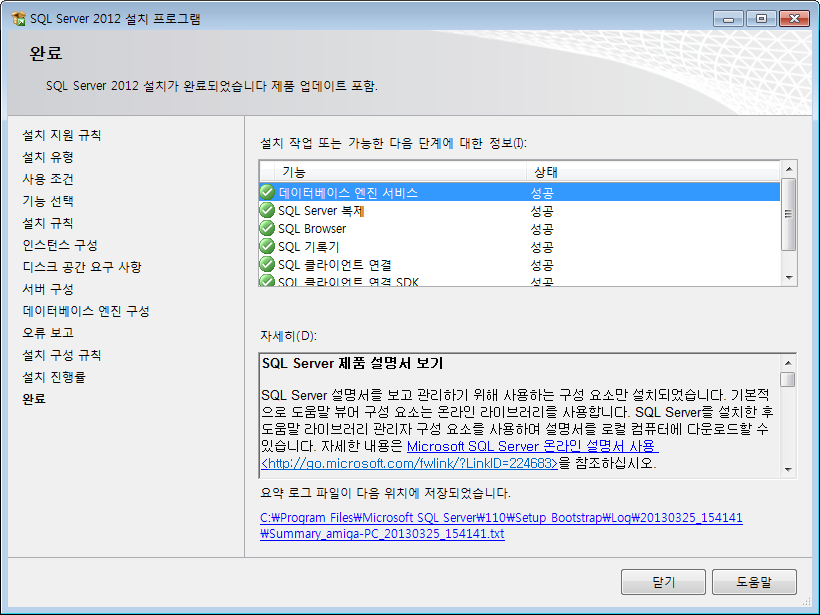 SQL Server 2012 설치 프로그램
완료
SQL Server 2012 설치가 완료되었습니다 제품 업데이트 포함.
설치 지원 규칙
설치 유형
사용 조건
기능 선택
설치 규칙
인스턴스 구성
디스크 공간 요구 사항
서버 구성
데이터베이스 엔진 구성
오류 보고
설치 구성 규칙
설치 진행률
완료
설치 작업 또는 가능한 다음 단계에 대한 정보(I):
기능 상태
데이터베이스 엔진 서비스 성공
SQL Server 복제 성공
SQL Browser 성공
SQL 기록기 성공
SQL 클라이언트 연결 성공
SQL 클라이언트 연결 SDK 성공
자세히(D):
SQL Server 제품 설명서 보기
SQL Server 설명서를 보고 관리하기 위해 사용하는 구성 요소만 설치되었습니다. 기본적
으로 도움말 뷰어 구성 요소는 온라인 라이브러리를 사용합니다. SQL Server를 설치한 후
도움말 라이브러리 관리자 구성 요소를 사용하여 설명서를 로컬 컴퓨터에 다운로드할 수
있습니다. 자세한 내용은 Microsoft SQL Server 온라인 설명서 사용
<http://go.microsoft.com/fwlink/?LinkID=224683>을 참조하십시오.
요약 로그 파일이 다음 위치에 저장되었습니다.
C:₩Program Files₩Microsoft SQL Server₩110₩Setup Bootstrap₩Log₩20130325_154141
₩Summary_amiga-PC_20130325_154141.txt
닫기
도움말